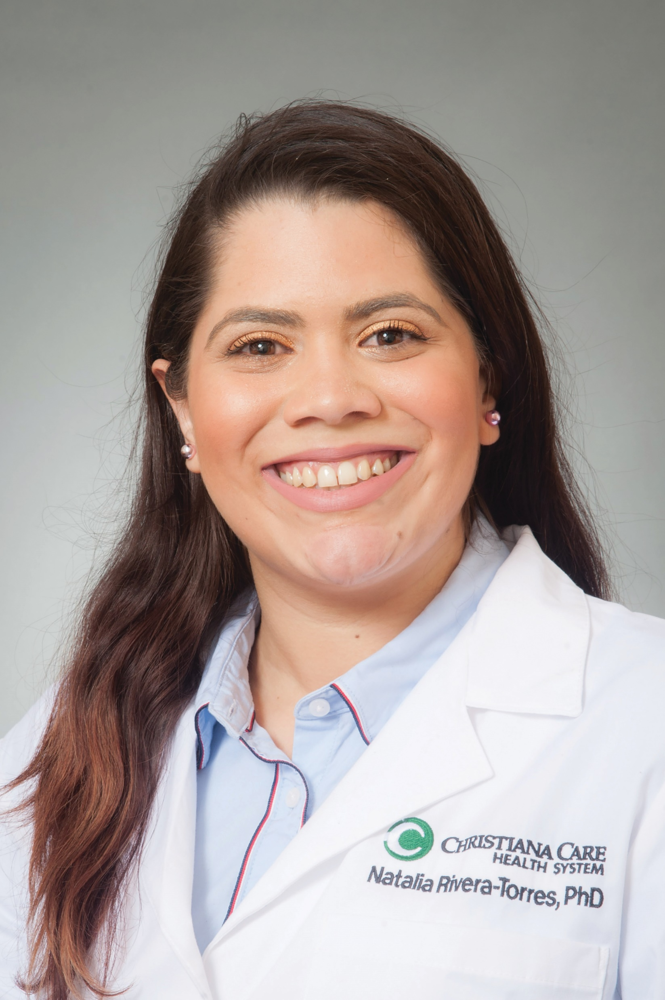 CHRISTIANA CARE
HEALTH SYSTEM
Natalia Rivera-Torres, PhD